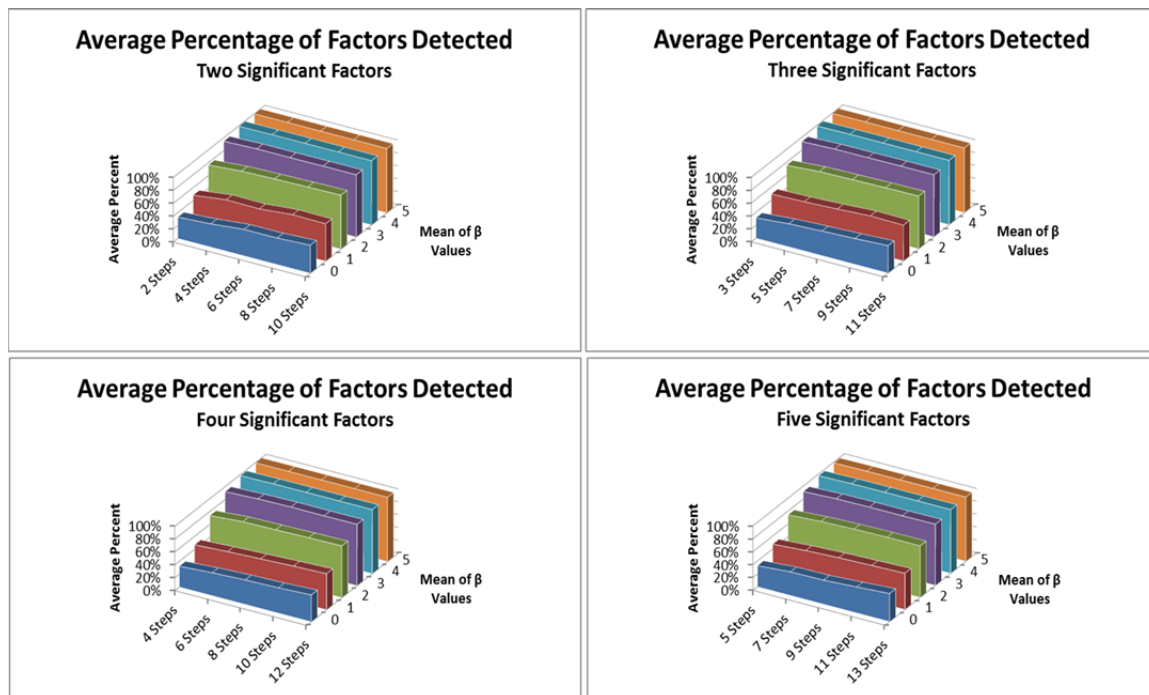 Average Percentage of Factors Detected
Two Significant Factors
Average Percent
100%
80%
60%
40%
20%
0%
2 Steps
4 Steps
6 Steps
8 Steps
10 Steps
0
1
2
3
4
5
Mean of β
Values
Average Percentage of Factors Detected
Three Significant Factors
Average Percent
100%
80%
60%
40%
20%
0%
3 Steps
5 Steps
7 Steps
9 Steps
11 Steps
0
1
2
3
4
5
Mean of β
Values
Average Percentage of Factors Detected
Four Significant Factors
Average Percent
100%
80%
60%
40%
20%
0%
4 Steps
6 Steps
8 Steps
10 Steps
12 Steps
0
1
2
3
4
5
Mean of β
Values
Average Percentage of Factors Detected
Five Significant Factors
Average Percent
100%
80%
60%
40%
20%
0%
5 Steps
7 Steps
9 Steps
11 Steps
13 Steps
0
1
2
3
4
5
Mean of β
Values